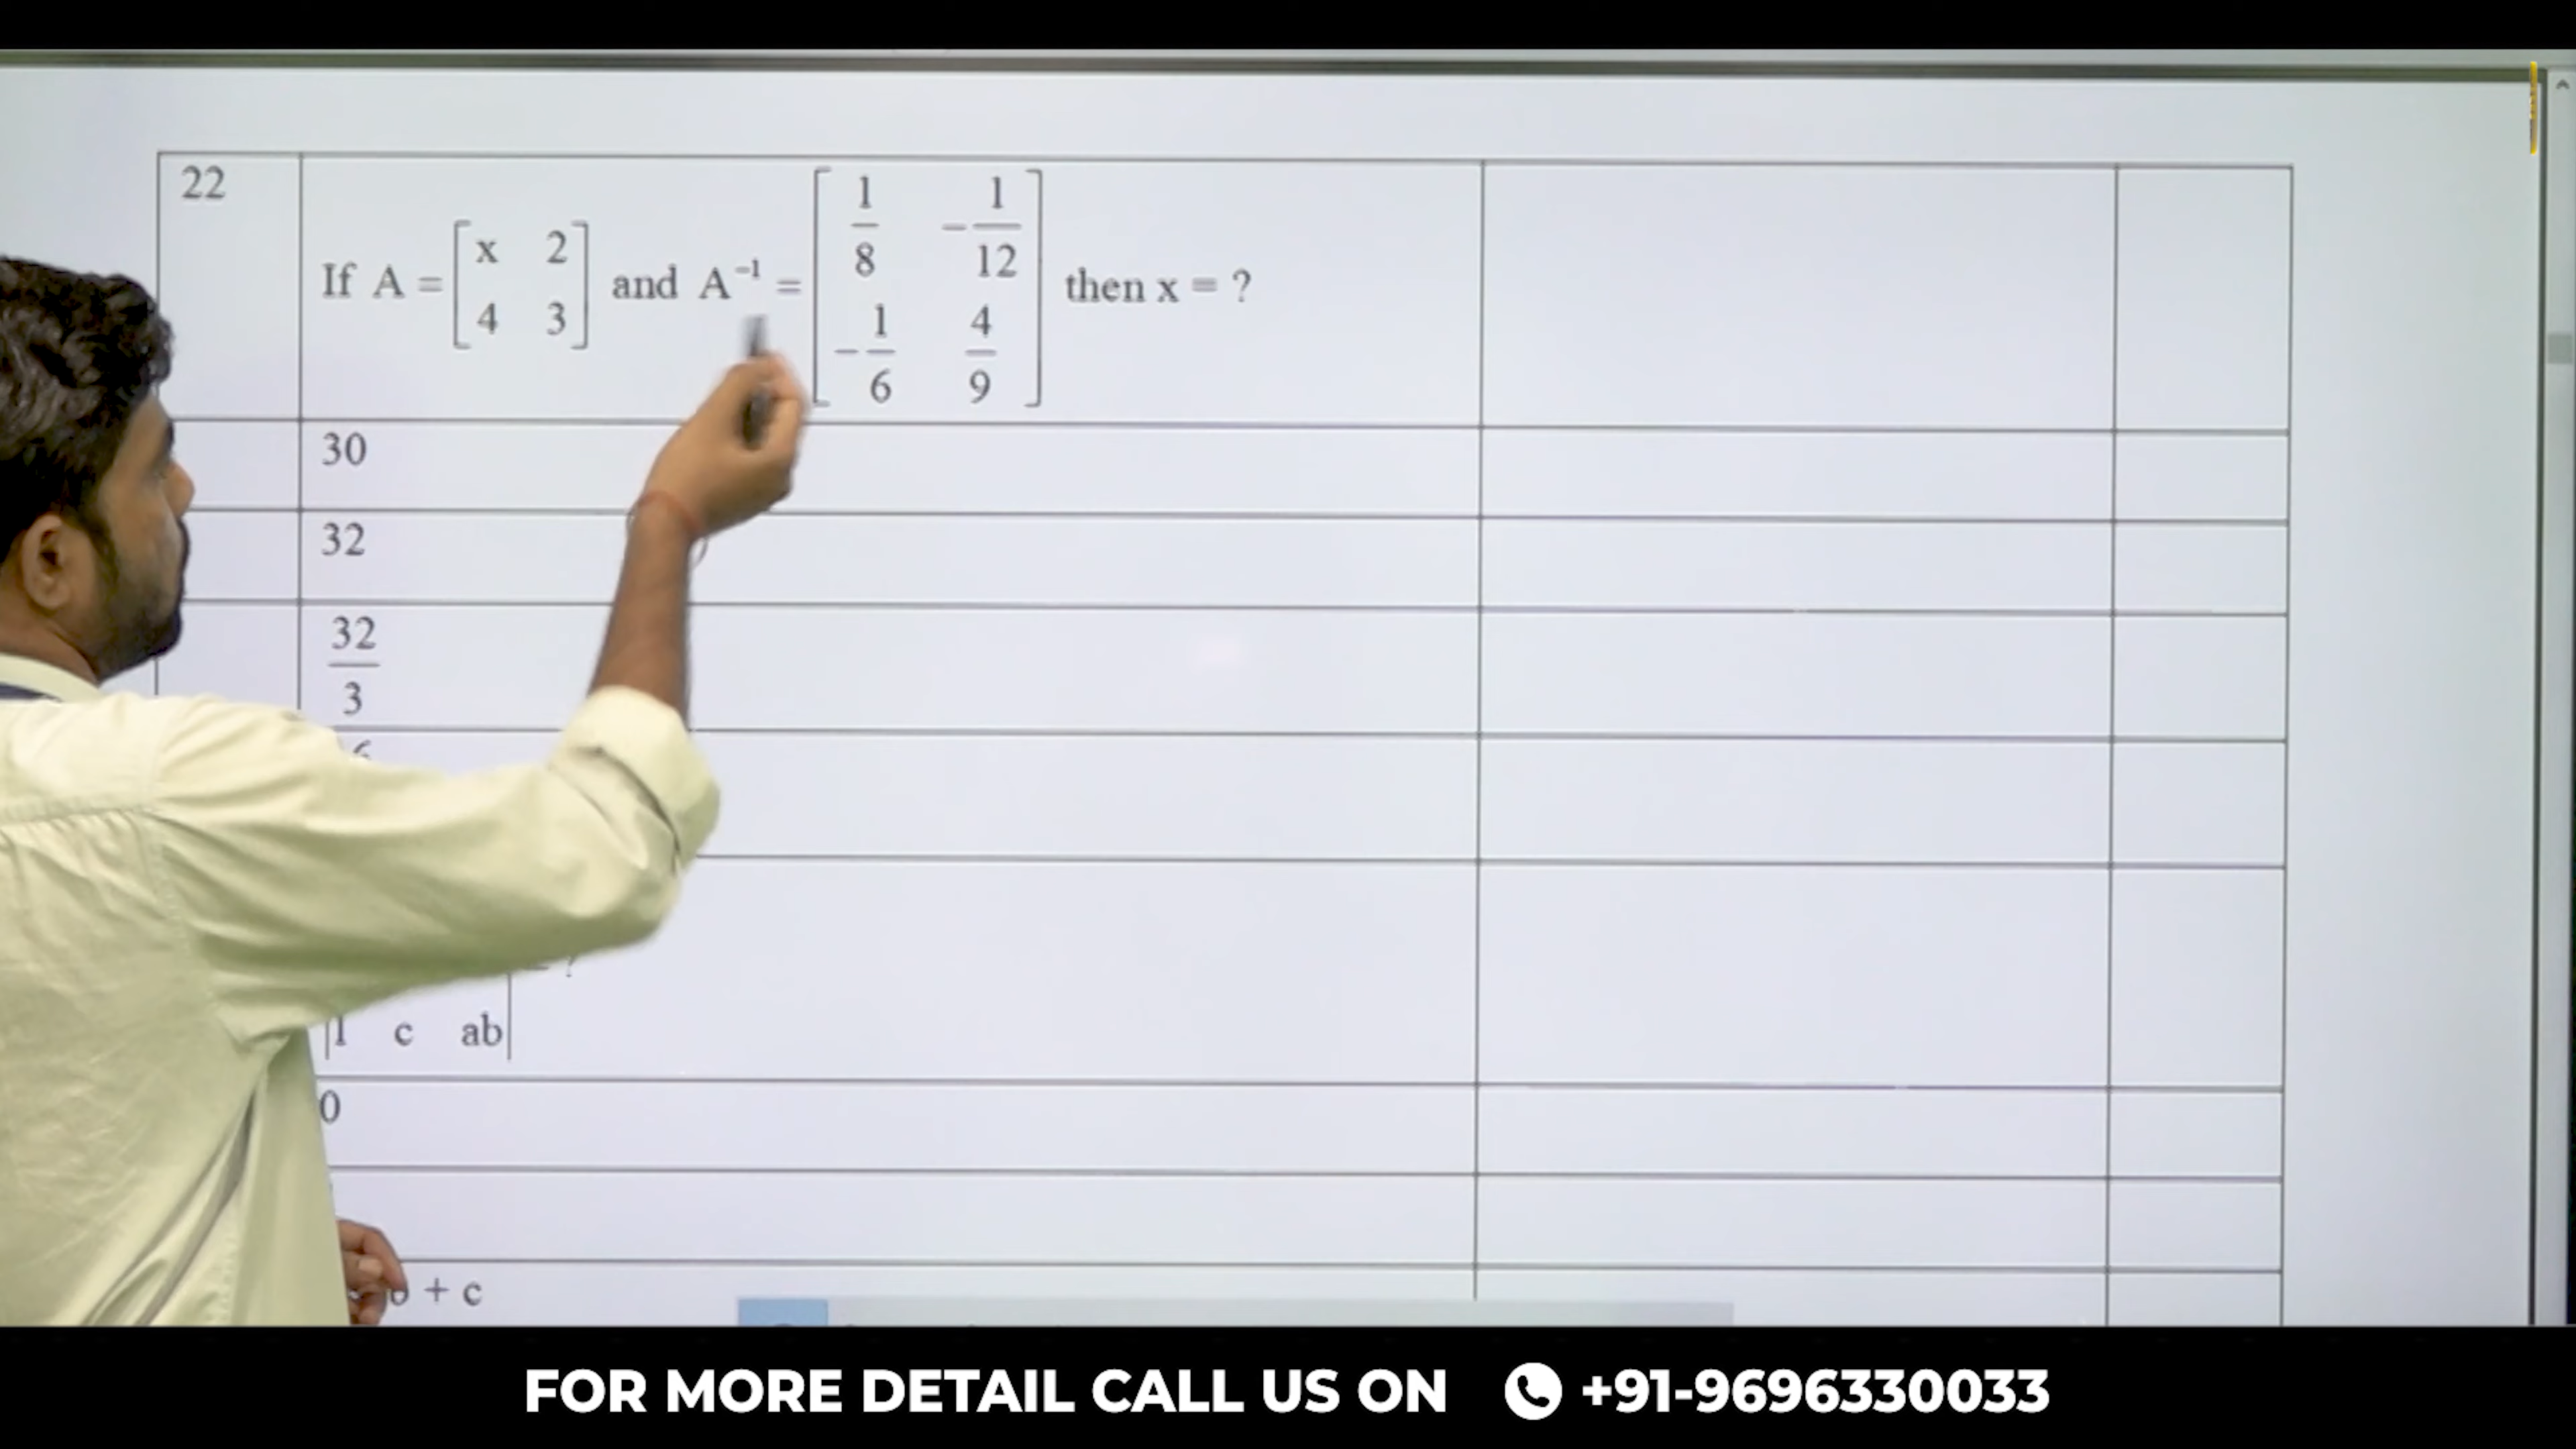 22
If A = [x 2; 4 3] and A⁻¹ = [1/8 -1/12; -1/6 4/9] then x = ?
30
32
32/3
6
= ?
|1 c ab|
0
b + c
FOR MORE DETAIL CALL US ON +91-9696330033